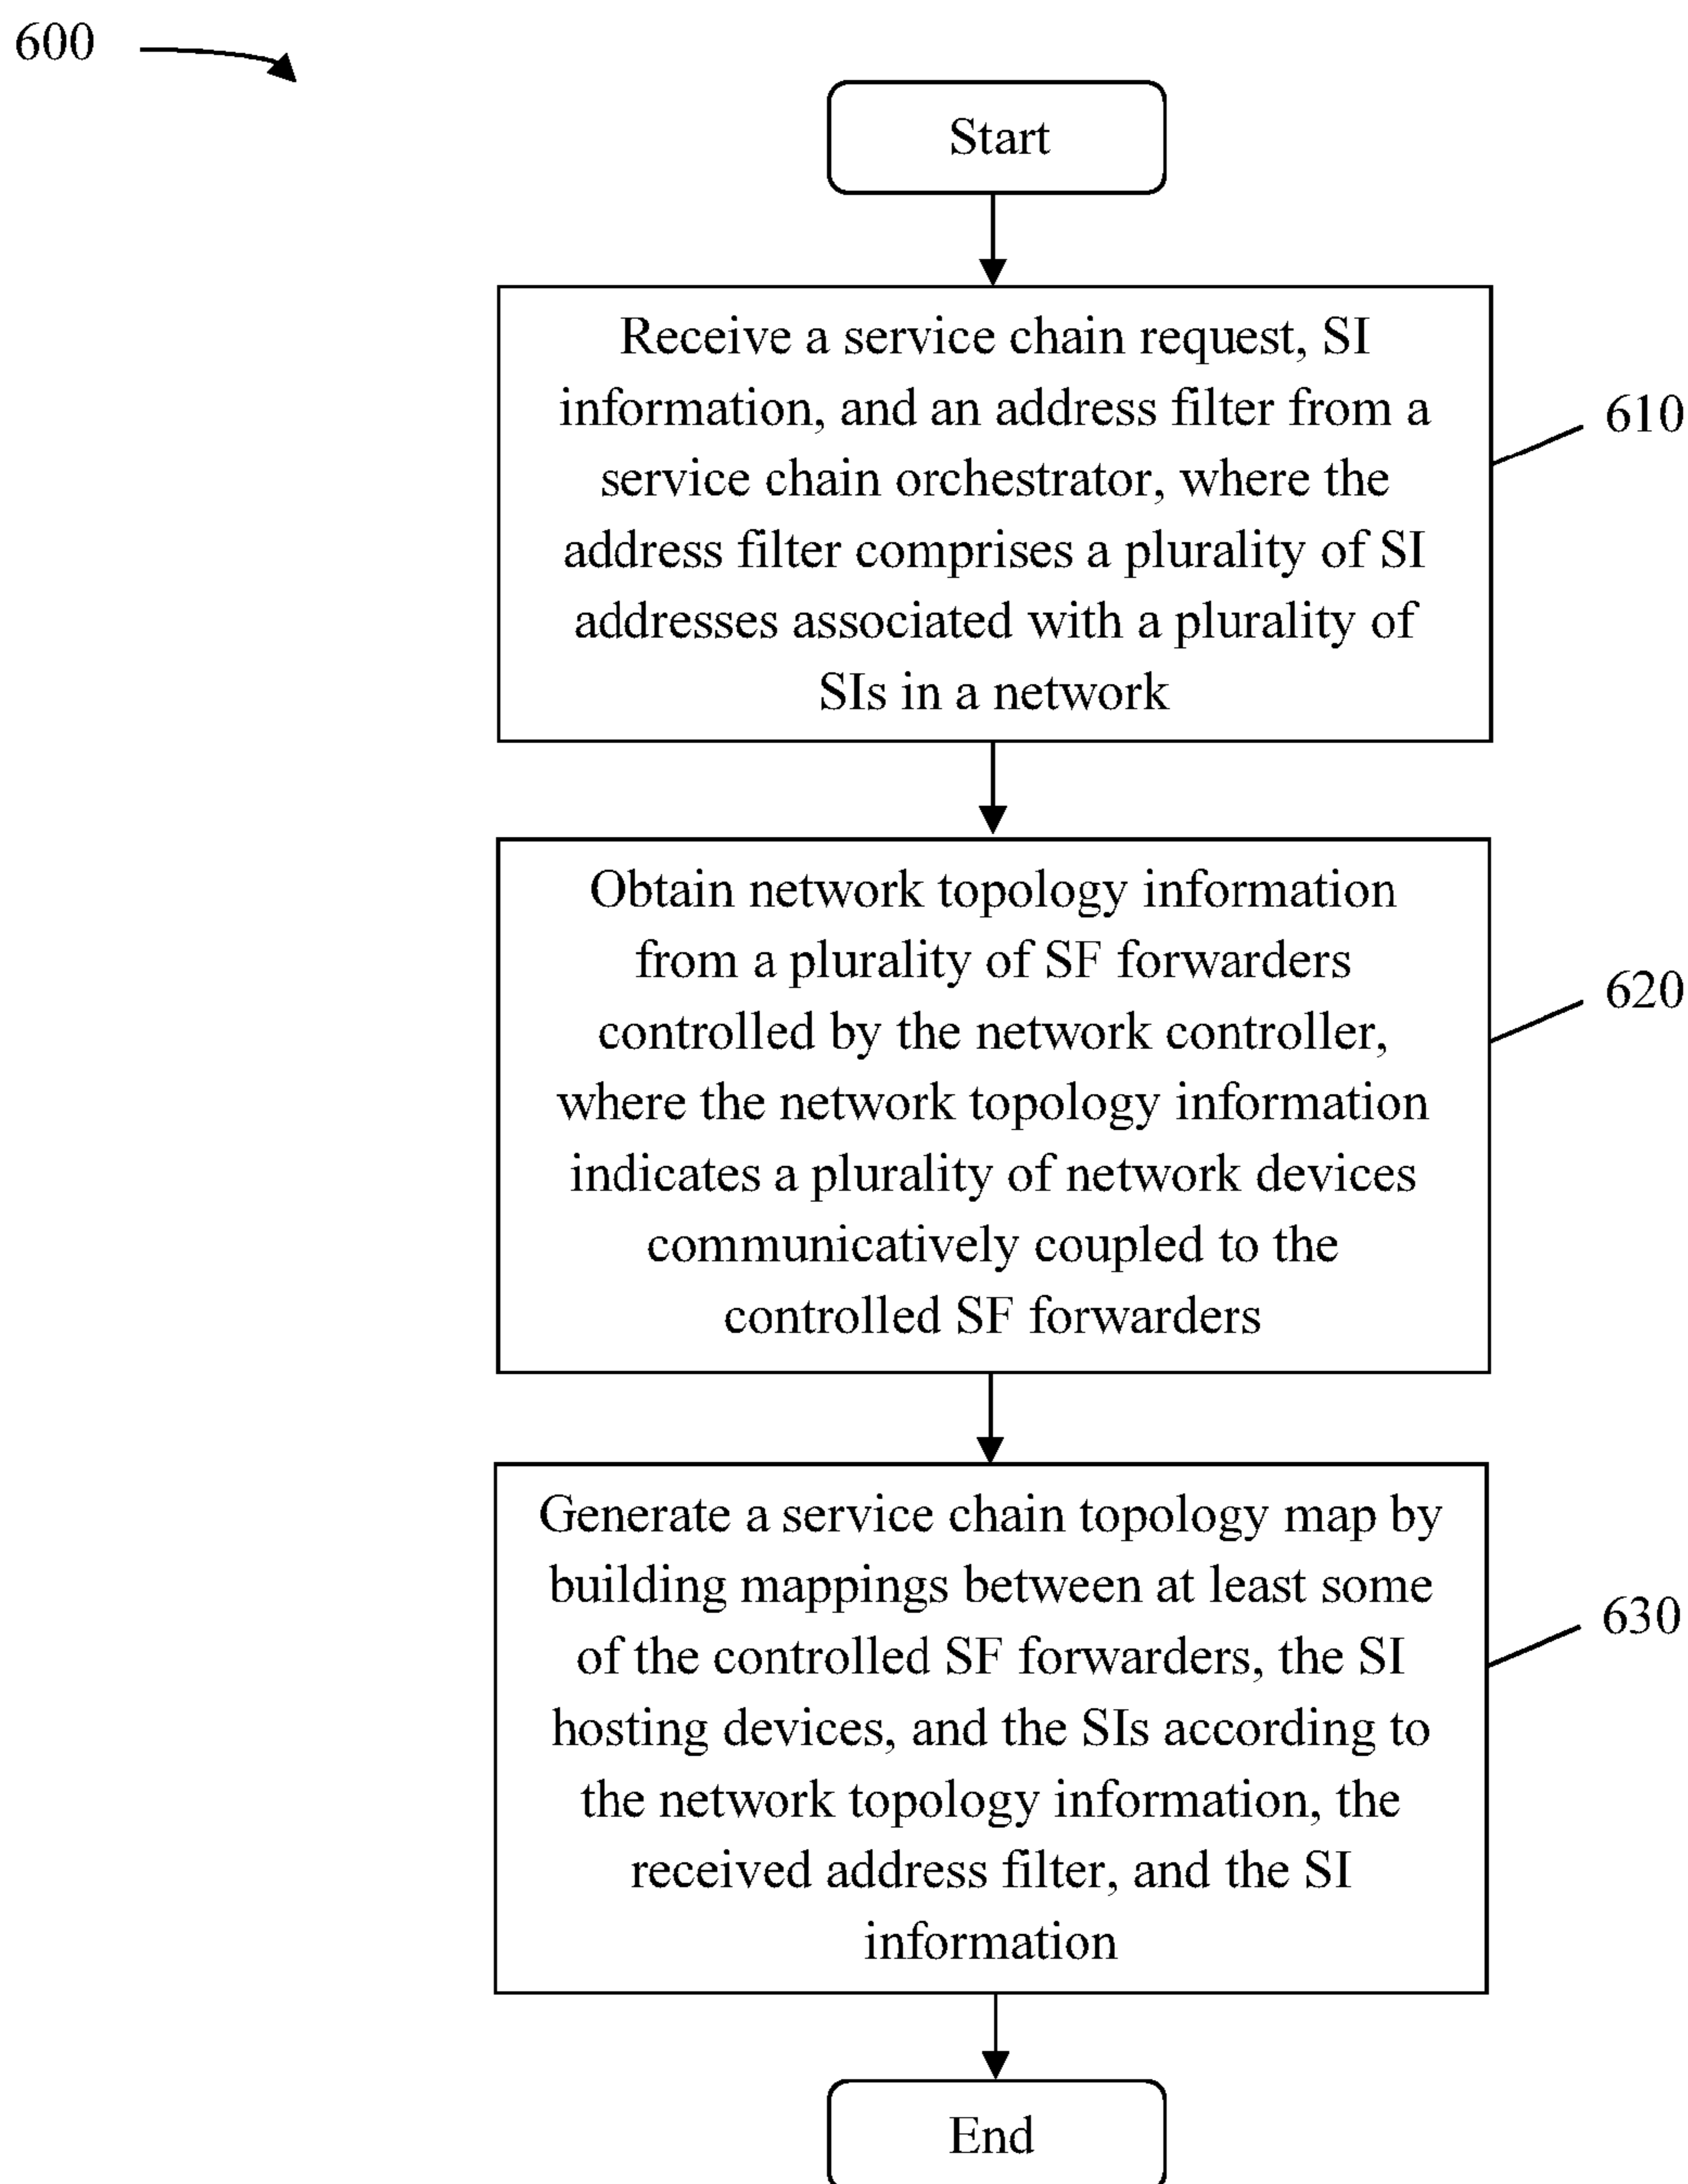 600
Start
Receive a service chain request, SI
information, and an address filter from a
service chain orchestrator, where the
address filter comprises a plurality of SI
addresses associated with a plurality of
SIs in a network
610
Obtain network topology information
from a plurality of SF forwarders
controlled by the network controller,
where the network topology information
indicates a plurality of network devices
communicatively coupled to the
controlled SF forwarders
620
Generate a service chain topology map by
building mappings between at least some
of the controlled SF forwarders, the SI
hosting devices, and the SIs according to
the network topology information, the
received address filter, and the SI
information
630
End